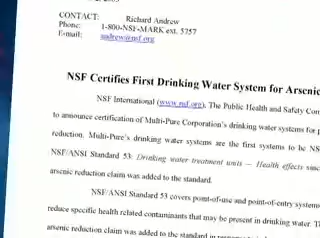 2003
CONTACT: Richard Andrew
Phone: 1-800-NSF-MARK ext. 5757
E-mail: andrew@nsf.org
NSF Certifies First Drinking Water System for Arsenic
NSF International (www.nsf.org), The Public Health and Safety Com
to announce certification of Multi-Pure Corporation's drinking water systems for p
reduction. Multi-Pure's drinking water systems are the first systems to be NS
NSF/ANSI Standard 53: Drinking water treatment units – Health effects since
arsenic reduction claim was added to the standard.
NSF/ANSI Standard 53 covers point-of-use and point-of-entry systems
reduce specific health related contaminants that may be present in drinking water. T
arsenic reduction claim was added to the standard in